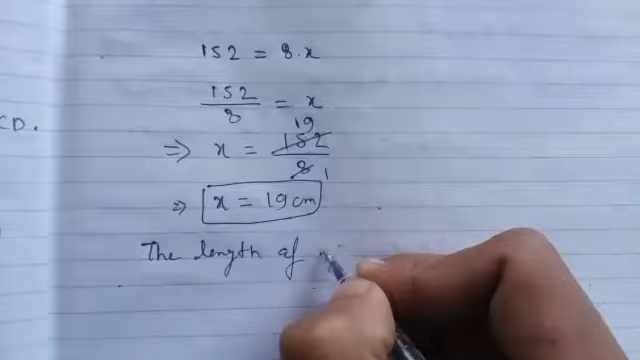 152 = 8.x
CD.
152/8 = x
⇒ x = 152/8 19 1
⇒ x = 19 cm
The length of